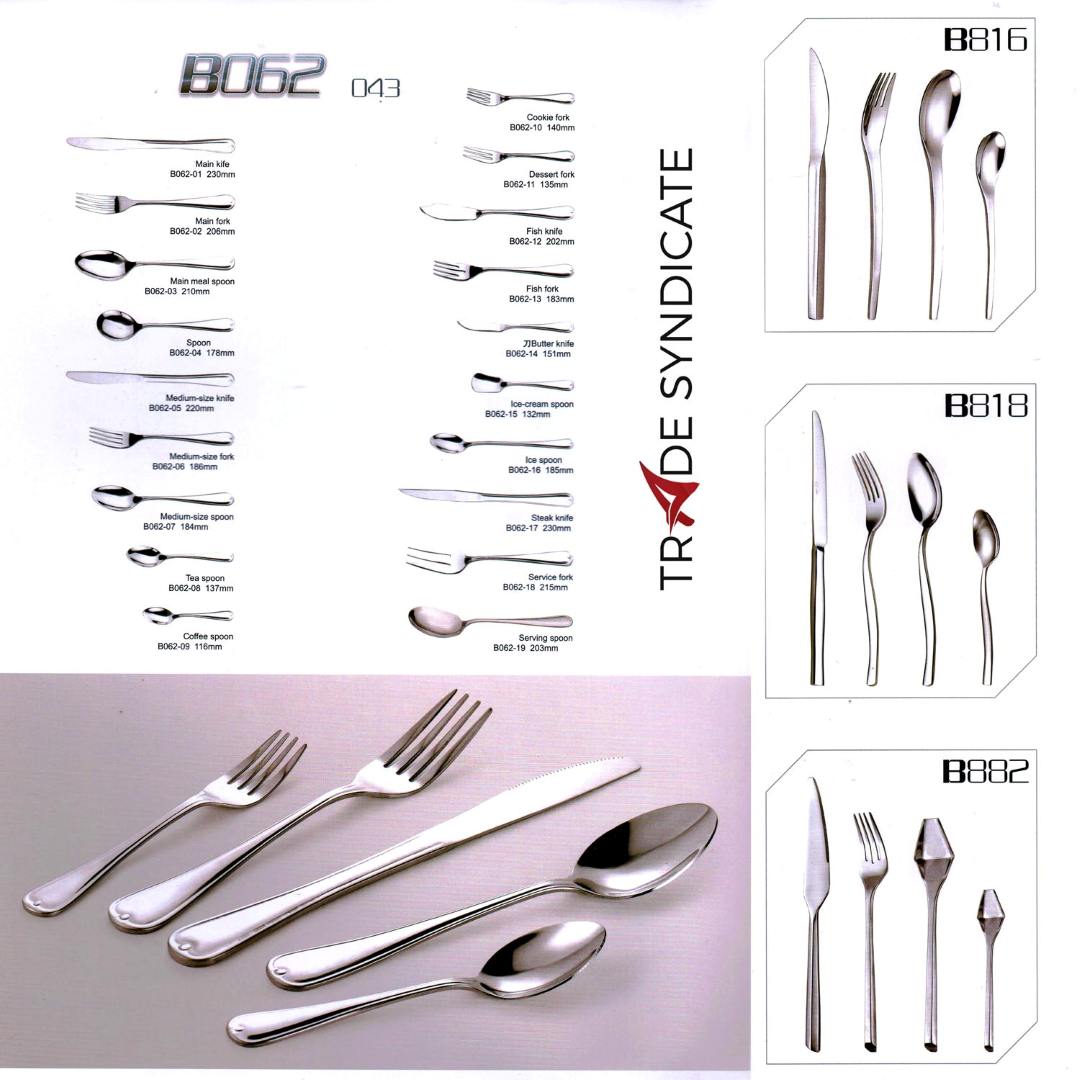 B062 043
Main kife
B062-01 230mm
Main fork
B062-02 206mm
Main meal spoon
B062-03 210mm
Spoon
B062-04 178mm
Medium-size knife
B062-05 220mm
Medium-size fork
B062-06 186mm
Medium-size spoon
B062-07 184mm
Tea spoon
B062-08 137mm
Coffee spoon
B062-09 116mm
Cookie fork
B062-10 140mm
Dessert fork
B062-11 135mm
Fish knife
B062-12 202mm
Fish fork
B062-13 183mm
刀Butter knife
B062-14 151mm
Ice-cream spoon
B062-15 132mm
Ice spoon
B062-16 185mm
Steak knife
B062-17 230mm
Service fork
B062-18 215mm
Serving spoon
B062-19 203mm
TRADE SYNDICATE
B816
B818
B882